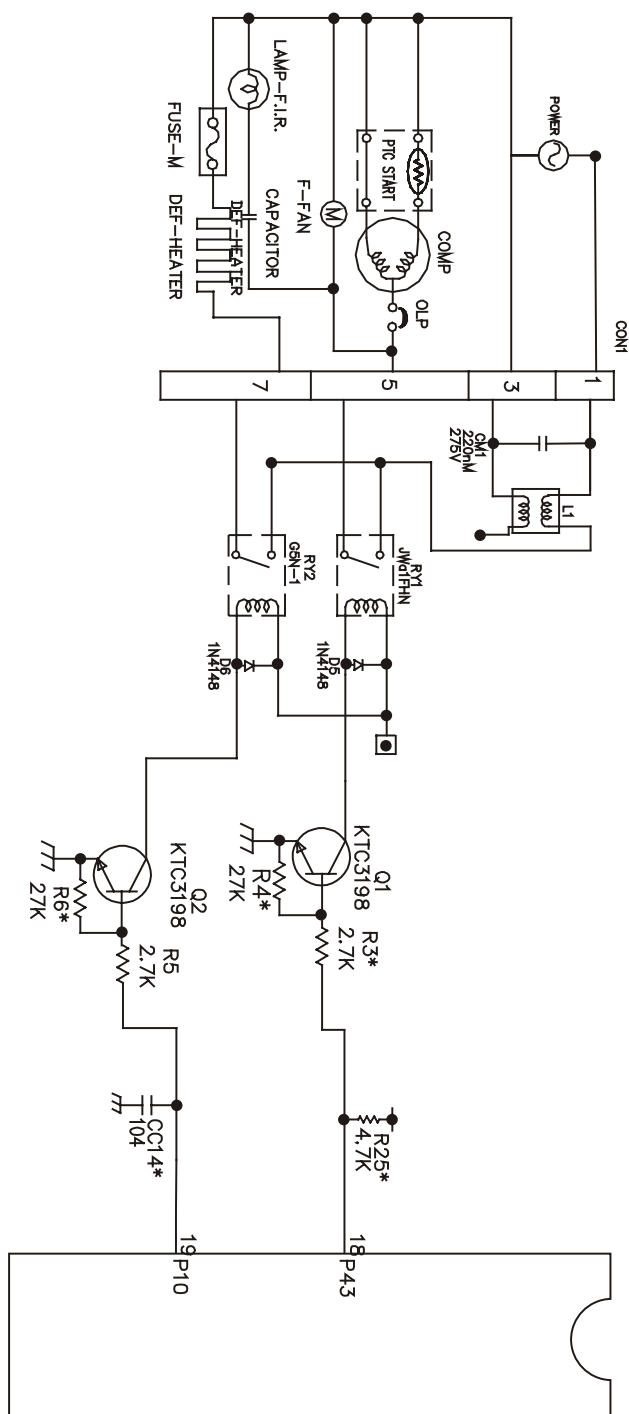 POWER
CON1
LAMP-F.I.R.
FUSE-M
DEF-HEATER
DEF-HEATER
CAPACITOR
F-FAN
M
PTC START
COMP
OLP
7
5
3
1
CM1
220nM
275V
L1
RY2
G5N-1
RY1
JWa1FHN
D6
1N4148
D5
1N4148
Q1
KTC3198
R4*
27K
R3*
2.7K
Q2
KTC3198
R6*
27K
R5
2.7K
R25*
4.7K
CC14*
104
18
P43
19
P10